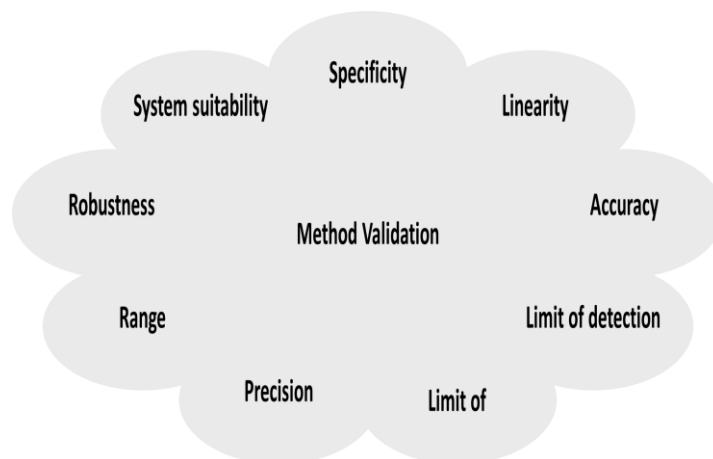 Specificity
System suitability
Linearity
Robustness
Accuracy
Method Validation
Range
Limit of detection
Precision
Limit of